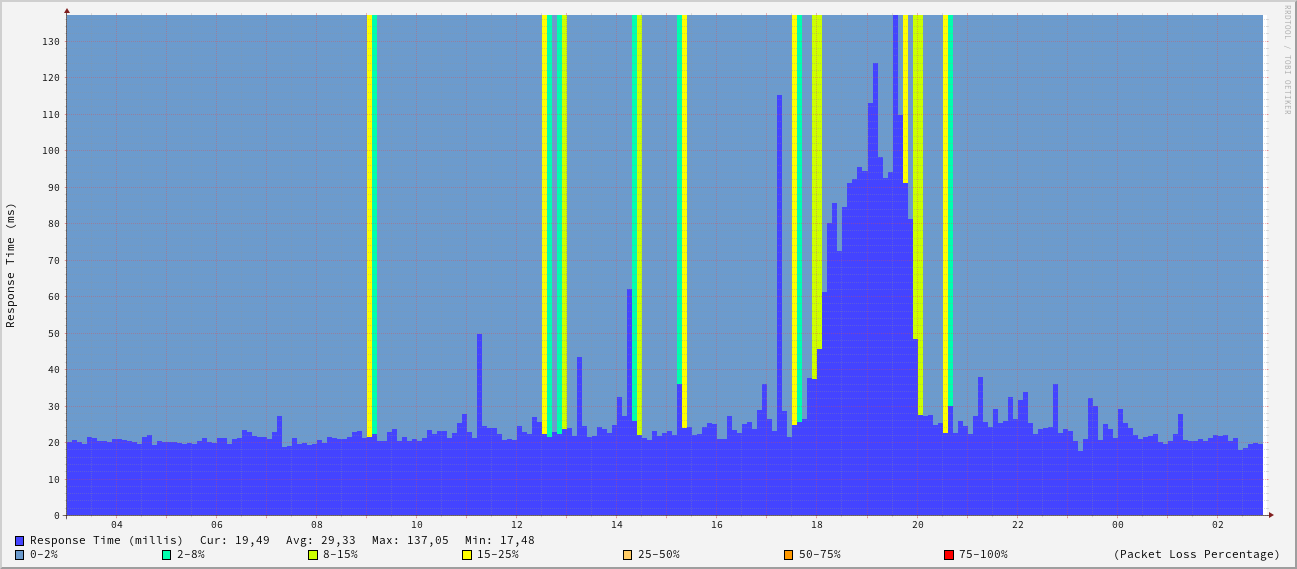 RRDTOOL / TOBI OETIKER
Response Time (ms)
130
120
110
100
90
80
70
60
50
40
30
20
10
0
04 06 08 10 12 14 16 18 20 22 00 02
Response Time (millis) Cur: 19,49 Avg: 29,33 Max: 137,05 Min: 17,48
0-2% 2-8% 8-15% 15-25% 25-50% 50-75% 75-100% (Packet Loss Percentage)